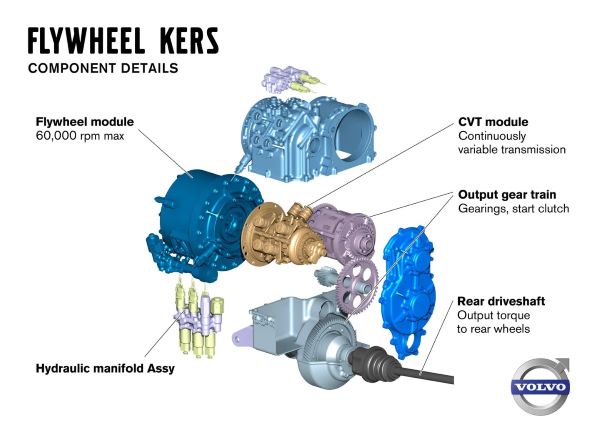 FLYWHEEL KERS
COMPONENT DETAILS
Flywheel module
60,000 rpm max
CVT module
Continuously
variable transmission
Output gear train
Gearings, start clutch
Rear driveshaft
Output torque
to rear wheels
Hydraulic manifold Assy
VOLVO